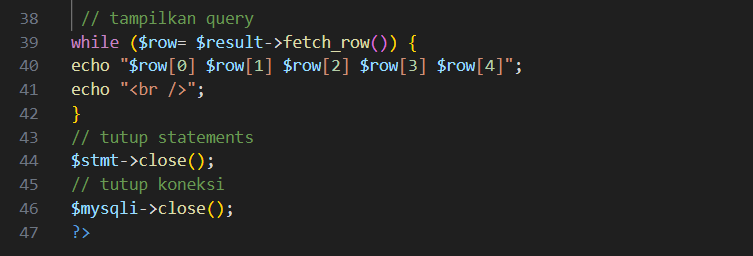 38 // tampilkan query
39 while ($row= $result->fetch_row()) {
40 echo "$row[0] $row[1] $row[2] $row[3] $row[4]";
41 echo "<br />";
42 }
43 // tutup statements
44 $stmt->close();
45 // tutup koneksi
46 $mysqli->close();
47 ?>